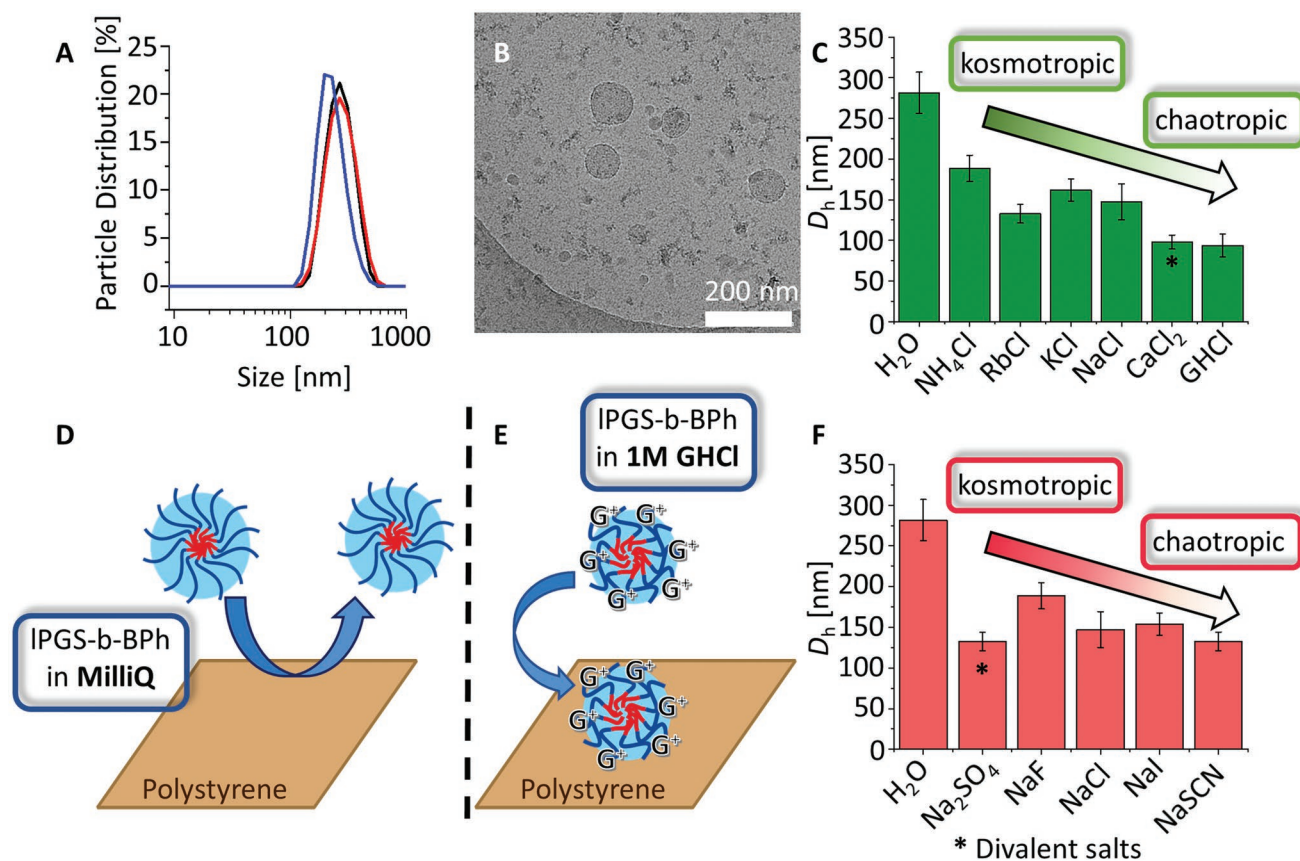 A
Particle Distribution [%]
25
20
15
10
5
0
10 100 1000
Size [nm]
B
200 nm
C
D_h [nm]
350
300
250
200
150
100
50
0
kosmotropic
chaotropic
*
H₂O NH₄Cl RbCl KCl NaCl CaCl₂ GHCl
D
lPGS-b-BPh
in MilliQ
Polystyrene
E
lPGS-b-BPh
in 1M GHCl
G⁺ G⁺
G⁺ G⁺
G⁺ G⁺
G⁺ G⁺
G⁺ G⁺
G⁺ G⁺
Polystyrene
F
D_h [nm]
350
300
250
200
150
100
50
0
kosmotropic
chaotropic
*
H₂O Na₂SO₄ NaF NaCl NaI NaSCN
* Divalent salts